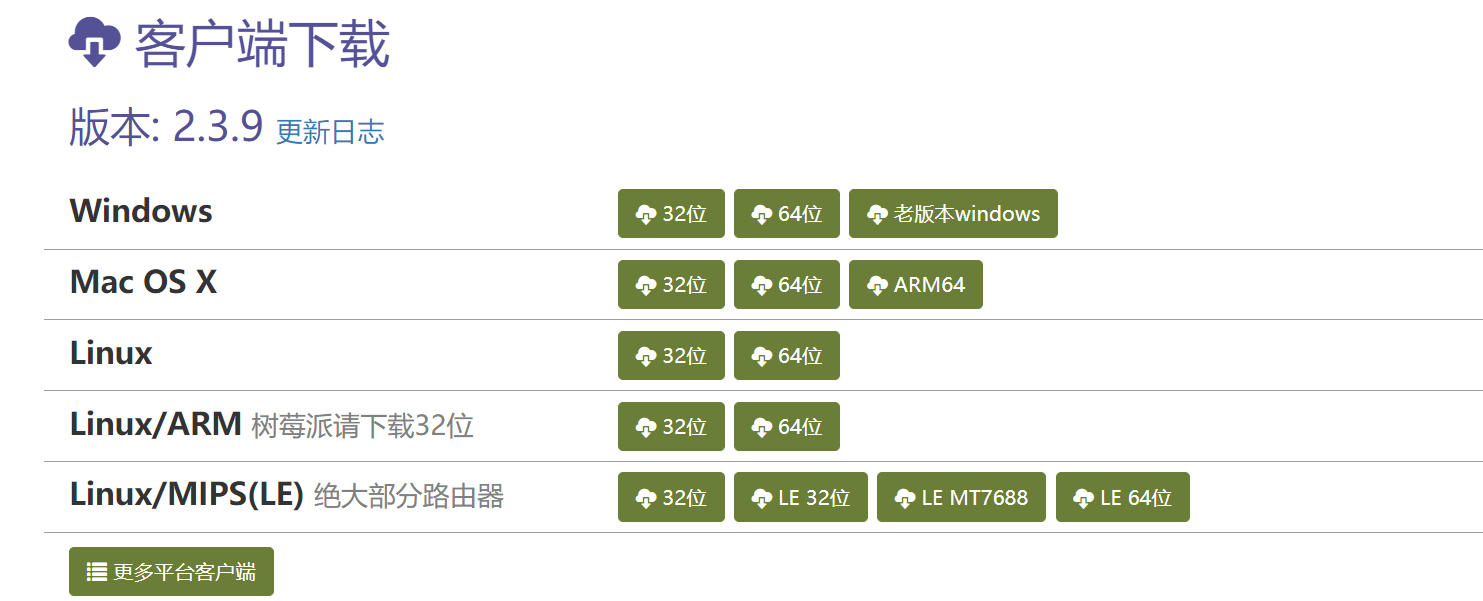 客户端下载
版本: 2.3.9 更新日志
Windows 32位 64位 老版本windows
Mac OS X 32位 64位 ARM64
Linux 32位 64位
Linux/ARM 树莓派请下载32位 32位 64位
Linux/MIPS(LE) 绝大部分路由器 32位 LE 32位 LE MT7688 LE 64位
更多平台客户端